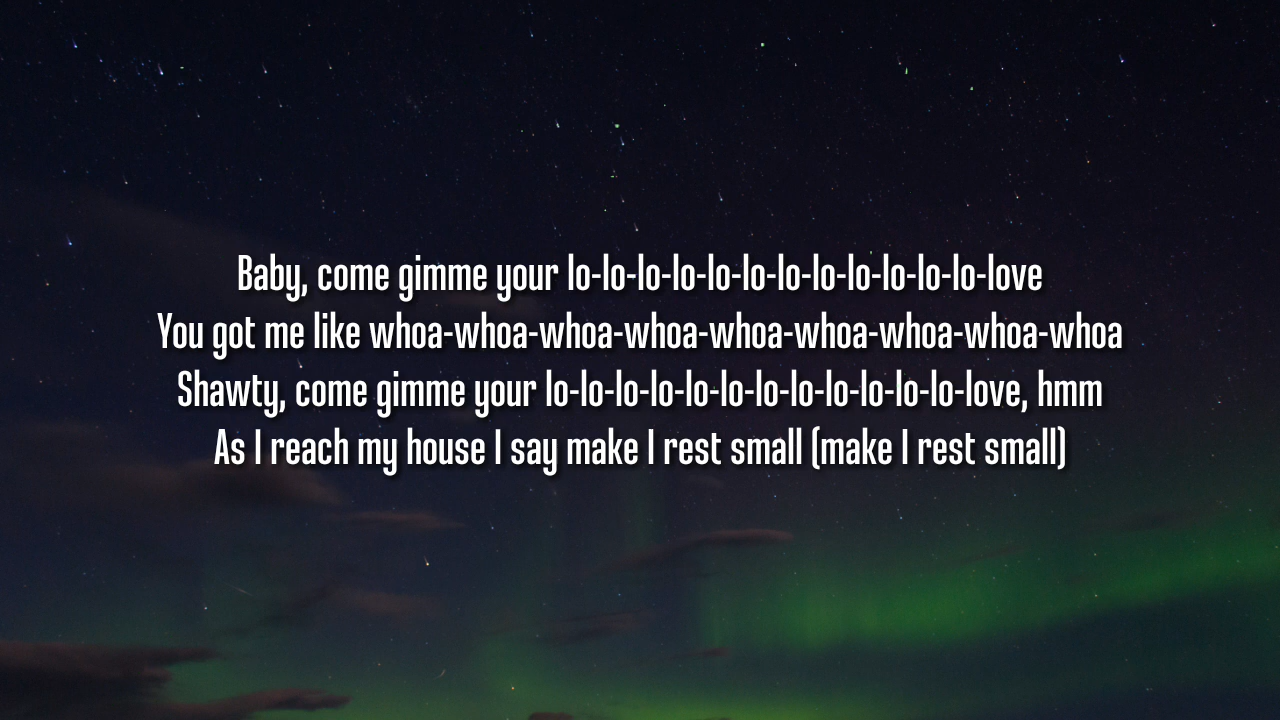 Baby, come gimme your lo-lo-lo-lo-lo-lo-lo-lo-lo-lo-lo-lo-love
You got me like whoa-whoa-whoa-whoa-whoa-whoa-whoa-whoa-whoa
Shawty, come gimme your lo-lo-lo-lo-lo-lo-lo-lo-lo-lo-lo-lo-love, hmm
As I reach my house I say make I rest small (make I rest small)